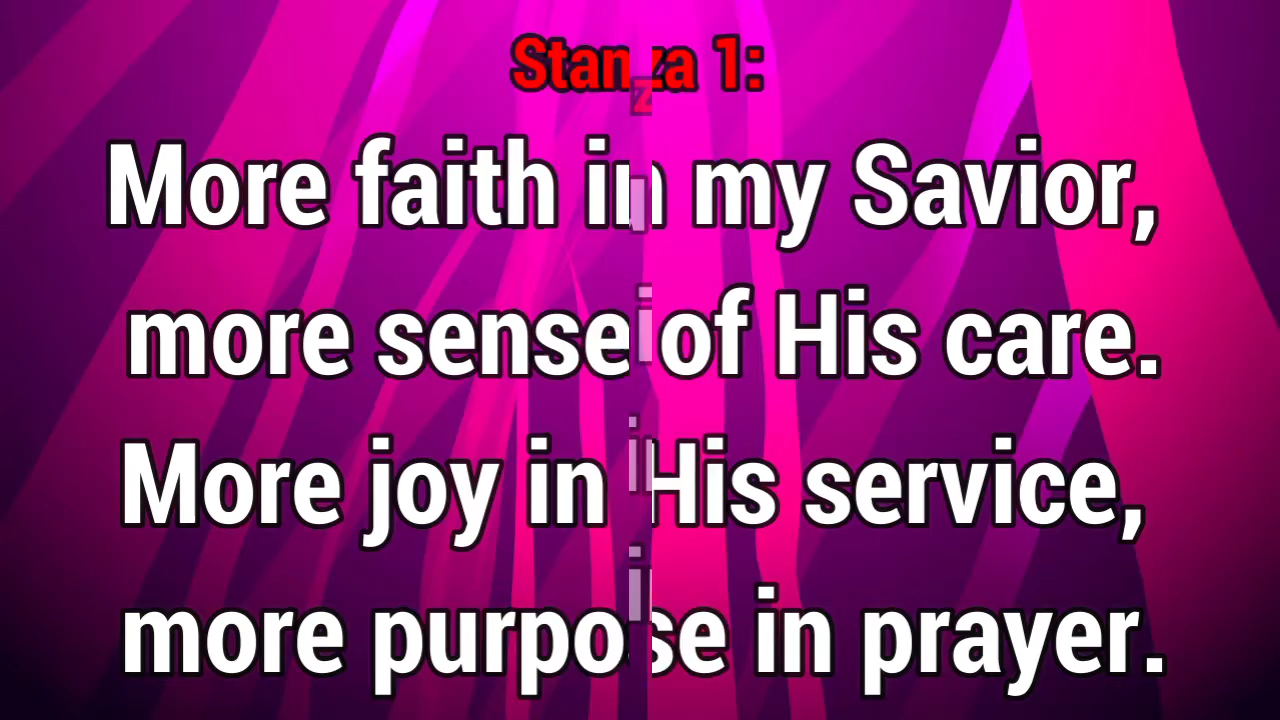 Stanza 1:
More faith in my Savior,
more sense of His care.
More joy in His service,
more purpose in prayer.